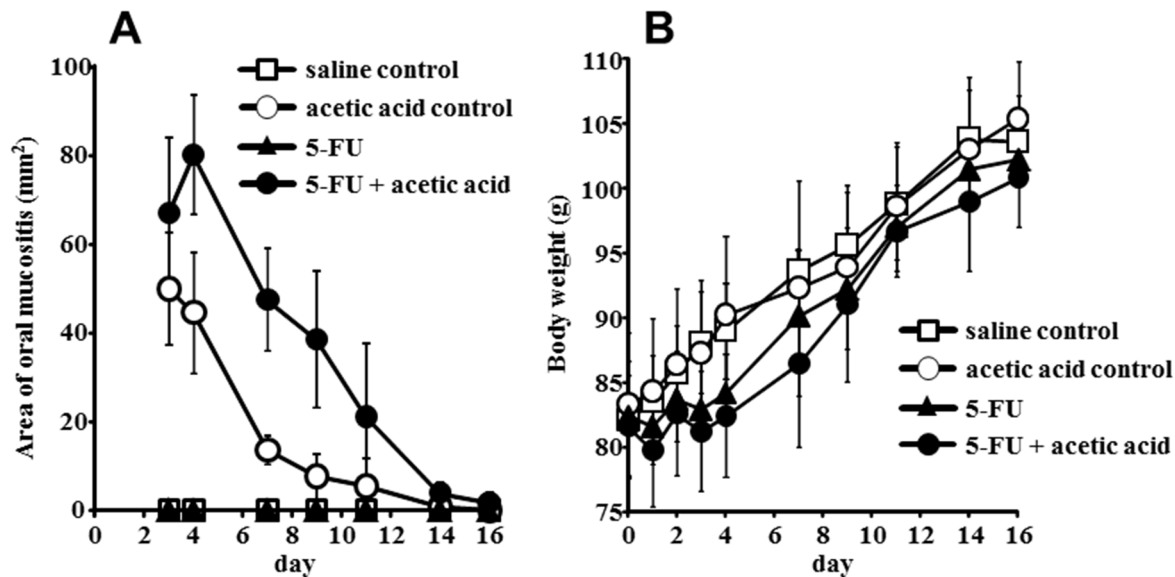 A
Area of oral mucositis (mm²)
100
80
60
40
20
0
saline control
acetic acid control
5-FU
5-FU + acetic acid
0 2 4 6 8 10 12 14 16
day
B
Body weight (g)
110
105
100
95
90
85
80
75
saline control
acetic acid control
5-FU
5-FU + acetic acid
0 2 4 6 8 10 12 14 16
day